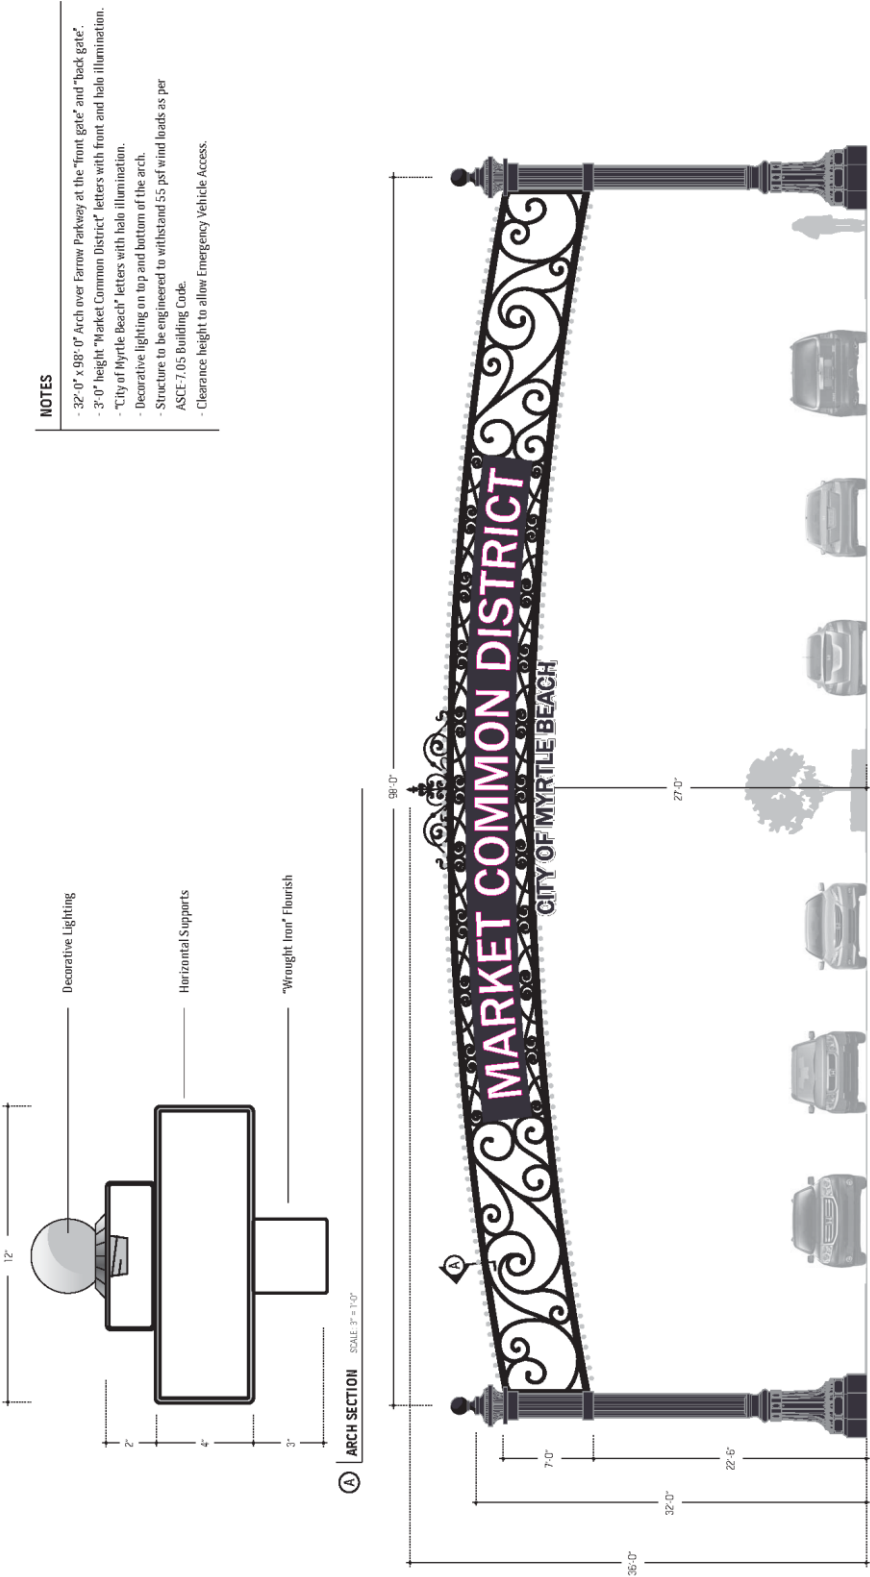 NOTES
- 32'-0" x 98'- 0" Arch over Farrow Parkway at the "front gate" and "back gate".
- 3'-0" height "Market Common District" letters with front and halo illumination.
- "City of Myrtle Beach" letters with halo illumination.
- Decorative lighting on top and bottom of the arch.
- Structure to be engineered to withstand 55 psf wind loads as per
ASCE-7.05 Building Code.
- Clearance height to allow Emergency Vehicle Access.
12"
Decorative Lighting
Horizontal Supports
"Wrought Iron" Flourish
2"
4"
3"
A ARCH SECTION SCALE 3" = 1'-0"
98'-0"
A
MARKET COMMON DISTRICT
CITY OF MYRTLE BEACH
27'-0"
7'-0"
22'-6"
32'-0"
36'-0"